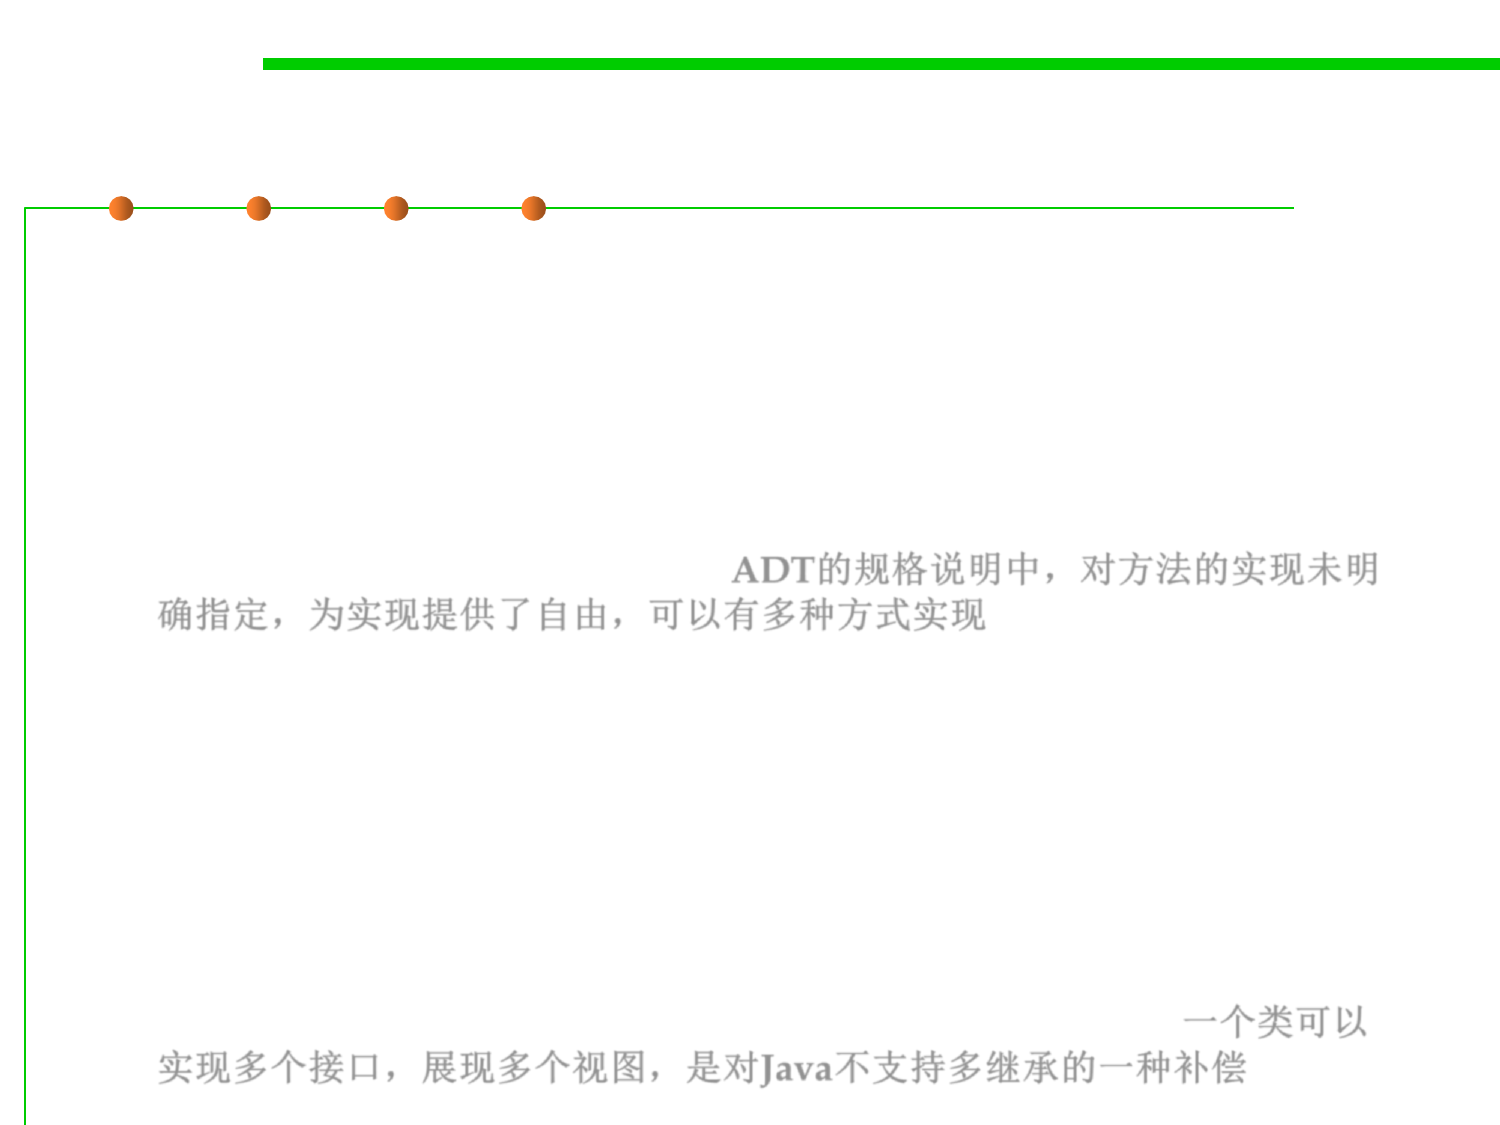 ADT的规格说明中，对方法的实现未明
确指定，为实现提供了自由，可以有多种方式实现
一个类可以
实现多个接口，展现多个视图，是对Java不支持多继承的一种补偿